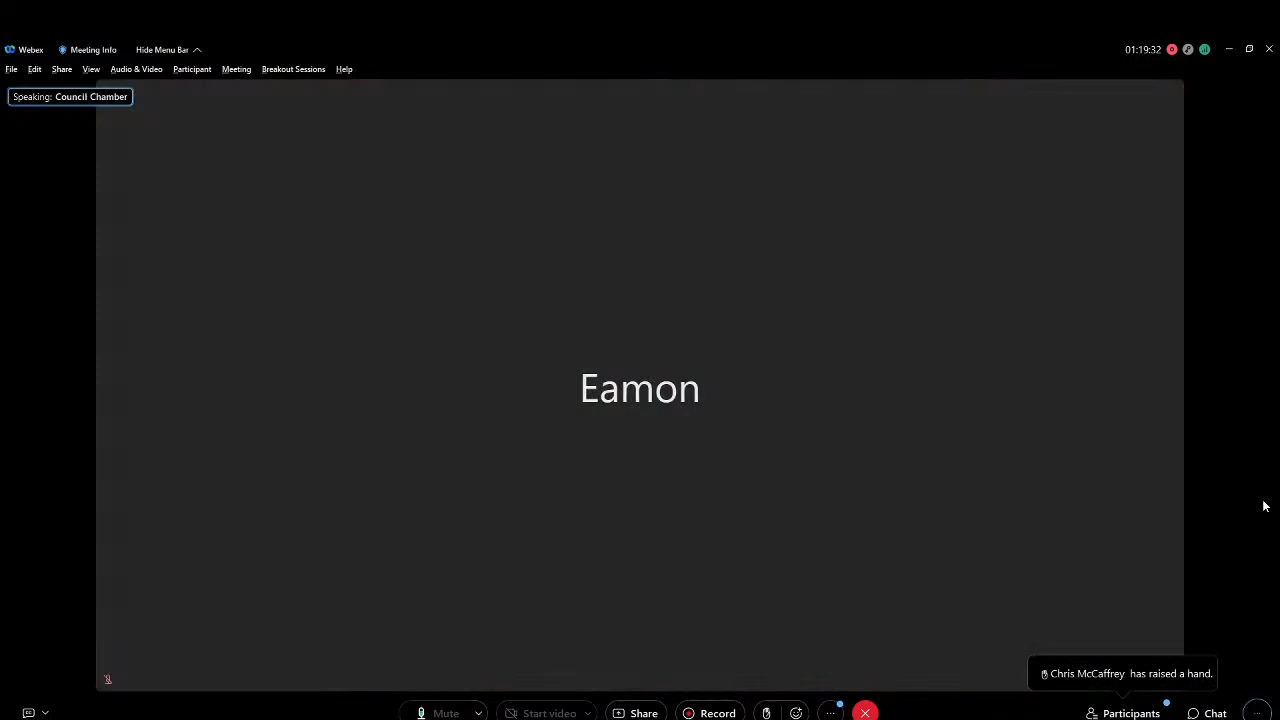 Webex Meeting Info Hide Menu Bar 01:19:32
File Edit Share View Audio & Video Participant Meeting Breakout Sessions Help
Speaking: Council Chamber
Eamon
Chris McCaffrey has raised a hand.
Mute Start video Share Record Participants Chat